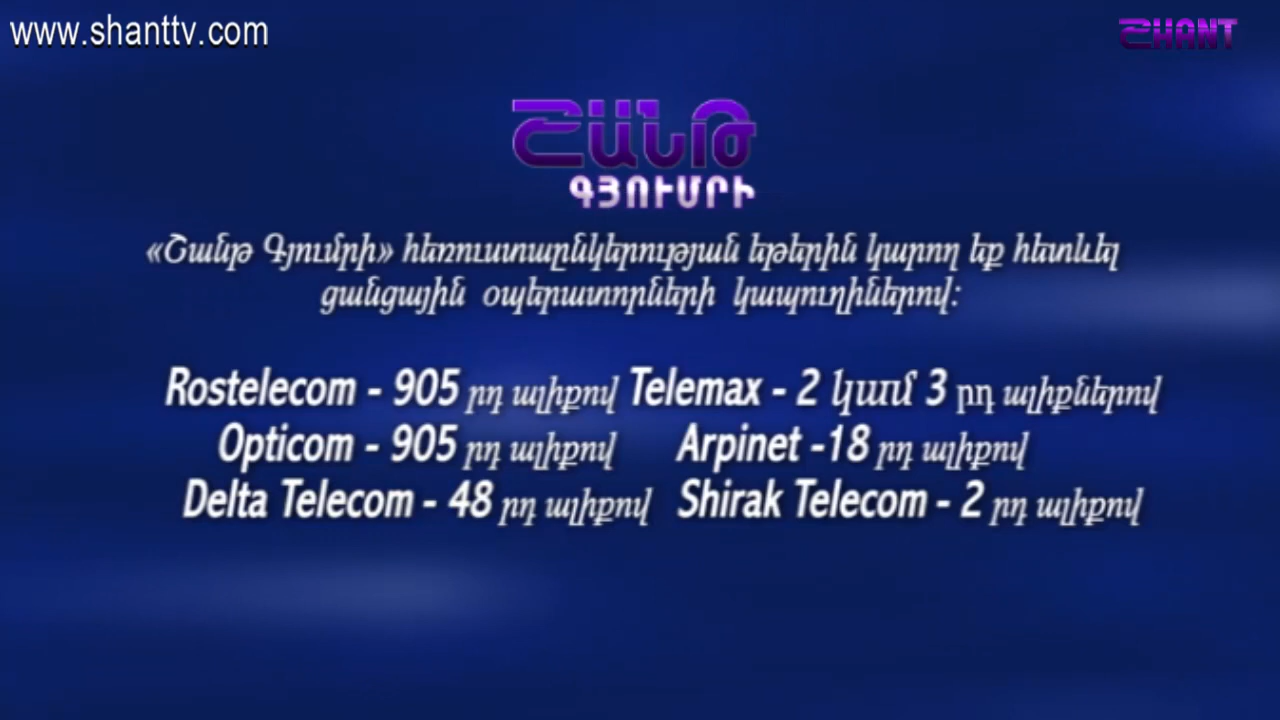 www.shanttv.com
SHANT
ՇԱՆԹ
ԳՅՈՒՄՐԻ
«Շանթ Գյումրի» հեռուստաընկերության եթերին կարող եք հետևել
ցանցային օպերատորների կապուղիներով:
Rostelecom - 905 րդ ալիքով Telemax - 2 կամ 3 րդ ալիքներով
Opticom - 905 րդ ալիքով Arpinet -18 րդ ալիքով
Delta Telecom - 48 րդ ալիքով Shirak Telecom - 2 րդ ալիքով